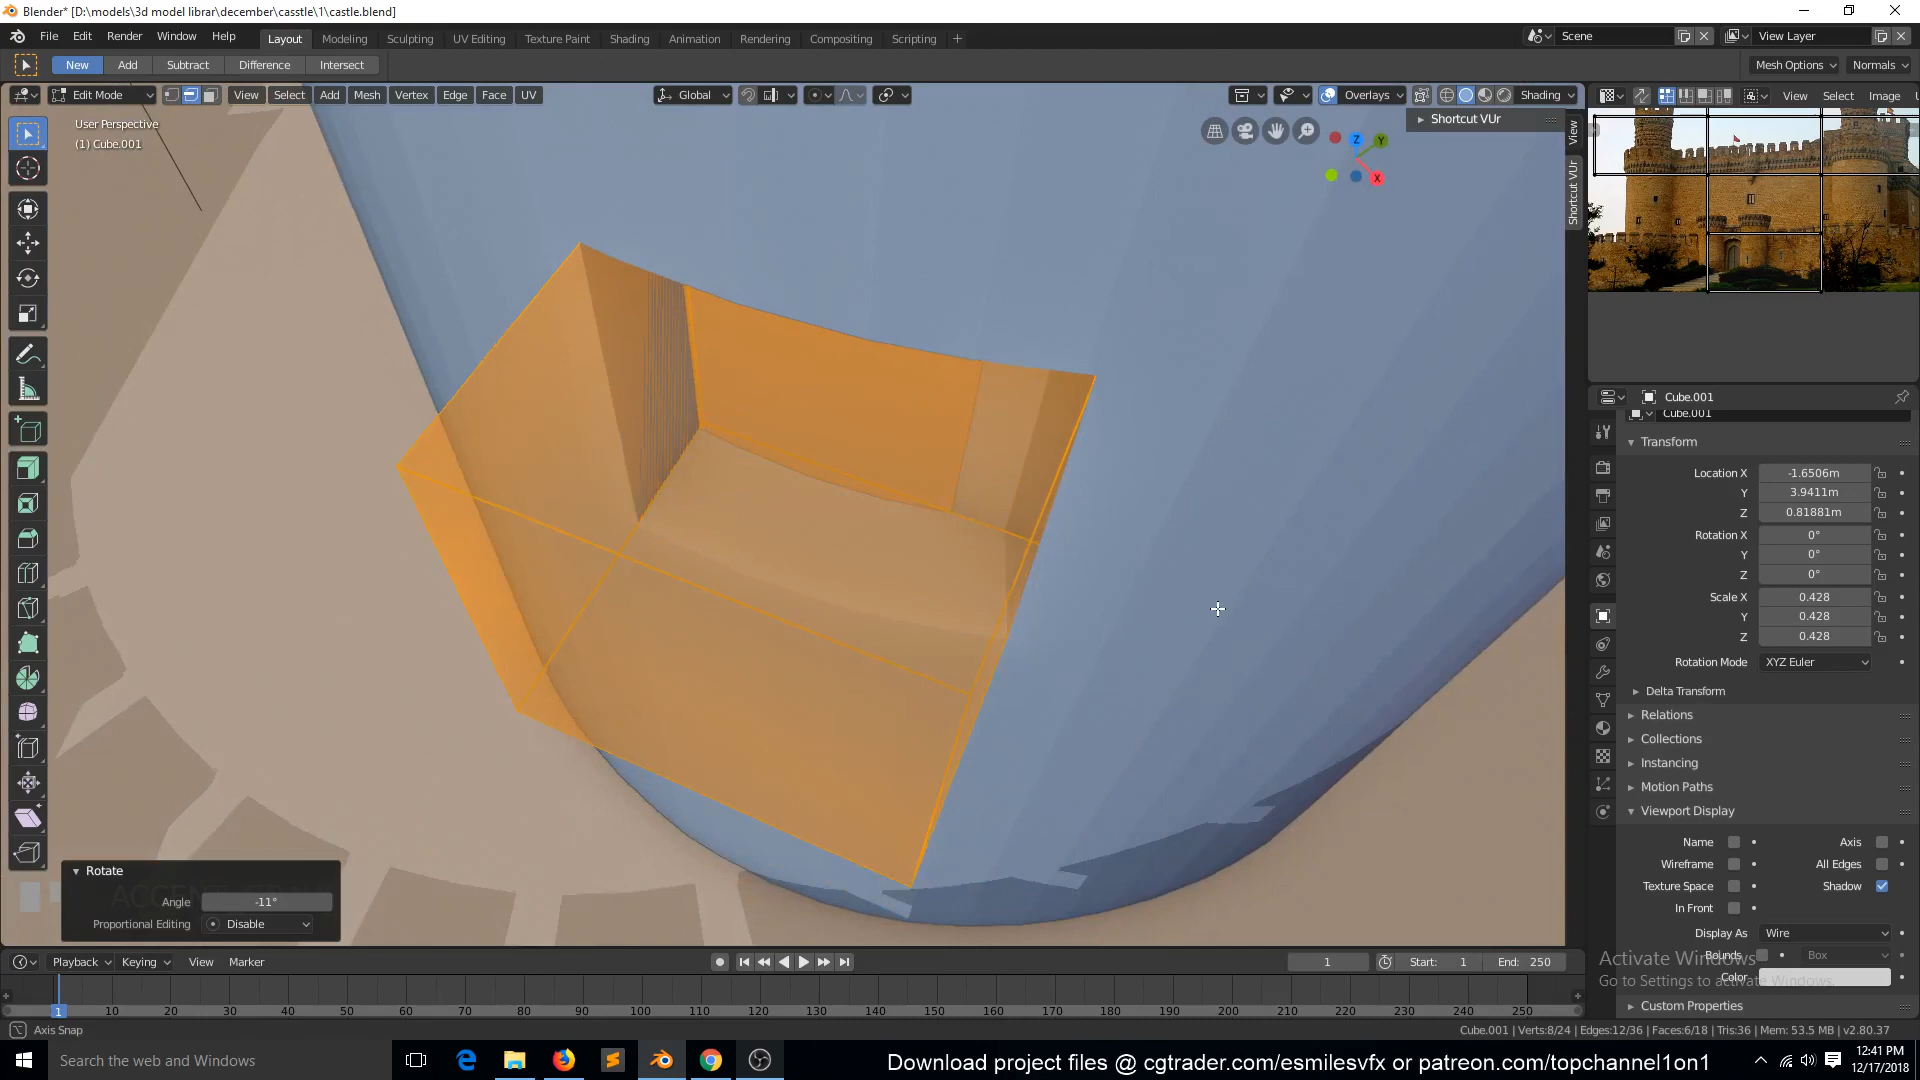 Blender* [D:\models\3d model librar\december\casstle\1\castle.blend]
File Edit Render Window Help Layout Modeling Sculpting UV Editing Texture Paint Shading Animation Rendering Compositing Scripting Scene View Layer
New Add Subtract Difference Intersect Mesh Options Normals
Edit Mode View Select Add Mesh Vertex Edge Face UV Global Overlays Shading View Select Image
User Perspective
(1) Cube.001
Shortcut VUr
View
Shortcut VUr
Z
Y
X
Cube.001
Cube.001
Transform
Location X -1.6506m
Y 3.9411m
Z 0.81881m
Rotation X 0°
Y 0°
Z 0°
Scale X 0.428
Y 0.428
Z 0.428
Rotation Mode XYZ Euler
Delta Transform
Relations
Collections
Instancing
Motion Paths
Viewport Display
Name Axis
Wireframe All Edges
Texture Space Shadow
In Front
Display As Wire
Bounds Box
Color
Custom Properties
Activate Windows
Go to Settings to activate Windows.
Rotate
Angle -11°
Proportional Editing Disable
Playback Keying View Marker 1 Start: 1 End: 250
1 10 20 30 40 50 60 70 80 90 100 110 120 130 140 150 160 170 180 190 200 210 220 230 240 250
Axis Snap
Cube.001 | Verts:8/24 | Edges:12/36 | Faces:6/18 | Tris:36 | Mem: 53.5 MB | v2.80.37
Search the web and Windows
Download project files @ cgtrader.com/esmilesvfx or patreon.com/topchannel1on1
12:41 PM
12/17/2018